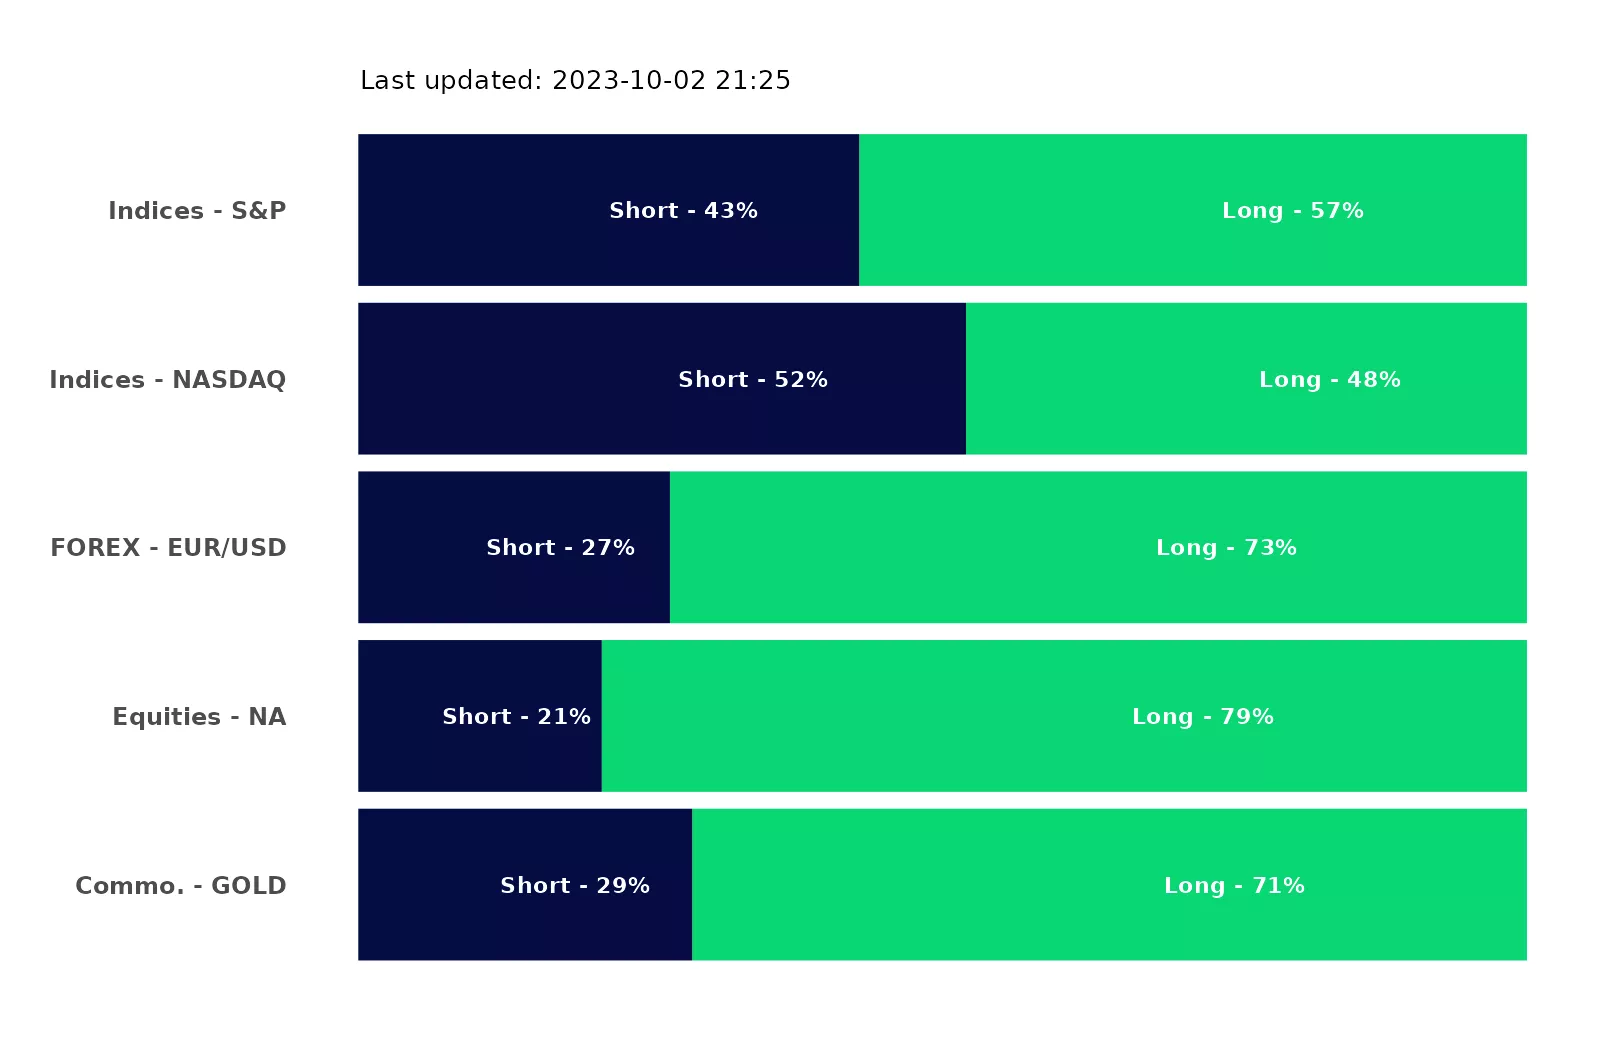 Last updated: 2023-10-02 21:25
Indices - S&P
Short - 43%
Long - 57%
Indices - NASDAQ
Short - 52%
Long - 48%
FOREX - EUR/USD
Short - 27%
Long - 73%
Equities - NA
Short - 21%
Long - 79%
Commo. - GOLD
Short - 29%
Long - 71%